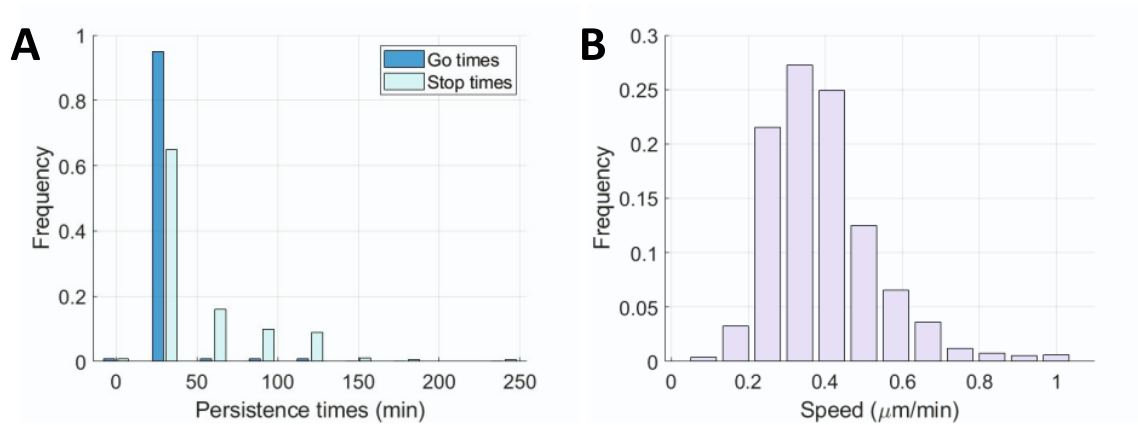 A
Frequency
1
0.8
0.6
0.4
0.2
0
0 50 100 150 200 250
Persistence times (min)
Go times
Stop times
B
Frequency
0.3
0.25
0.2
0.15
0.1
0.05
0
0 0.2 0.4 0.6 0.8 1
Speed (μm/min)